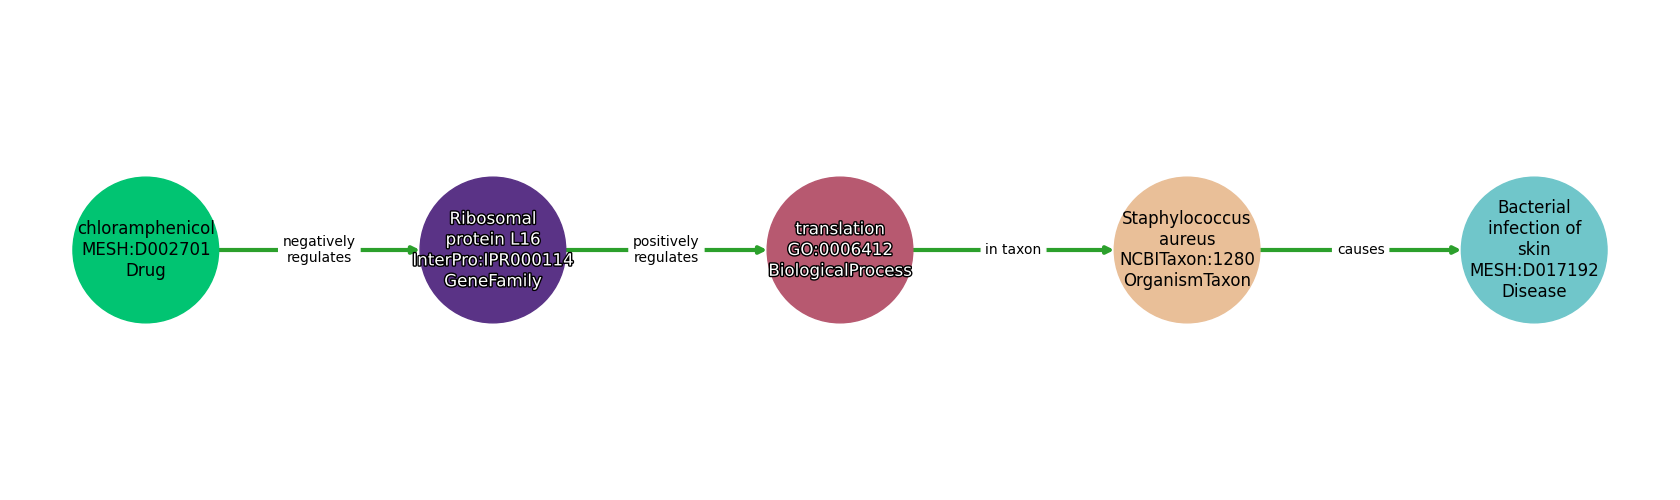 chloramphenicol
MESH:D002701
Drug
negatively
regulates
Ribosomal
protein L16
InterPro:IPR000114
GeneFamily
positively
regulates
translation
GO:0006412
BiologicalProcess
in taxon
Staphylococcus
aureus
NCBITaxon:1280
OrganismTaxon
causes
Bacterial
infection of
skin
MESH:D017192
Disease